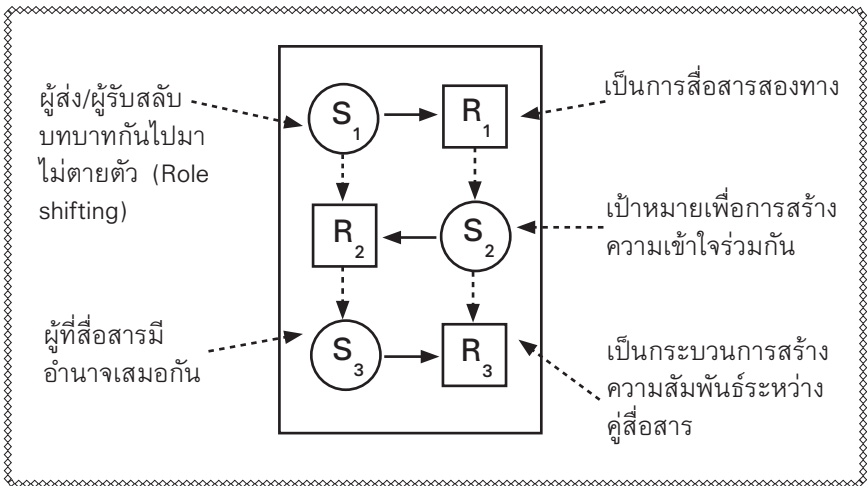 ผู้ส่ง/ผู้รับสลับ
บทบาทกันไปมา
ไม่ตายตัว (Role
shifting)
S1
R1
เป็นการสื่อสารสองทาง
R2
S2
เป้าหมายเพื่อการสร้าง
ความเข้าใจร่วมกัน
ผู้ที่สื่อสารมี
อำนาจเสมอกัน
S3
R3
เป็นกระบวนการสร้าง
ความสัมพันธ์ระหว่าง
คู่สื่อสาร